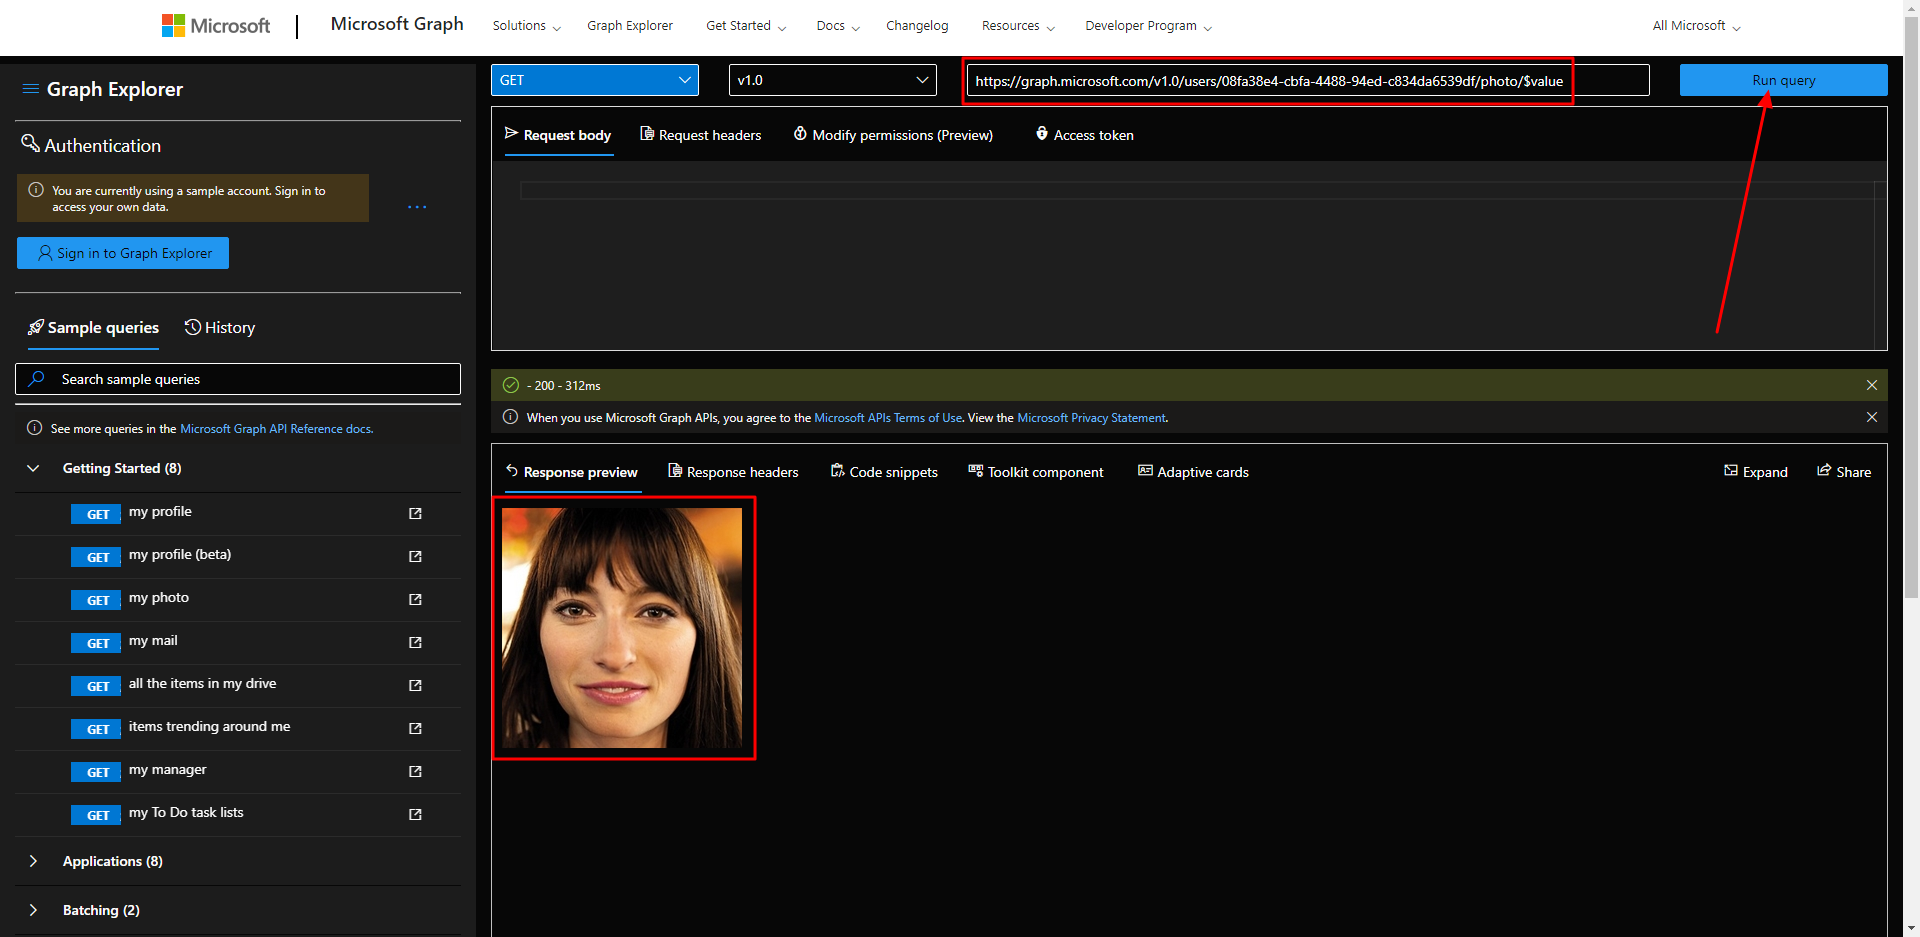 Microsoft
Microsoft Graph
Solutions
Graph Explorer
Get Started
Docs
Changelog
Resources
Developer Program
All Microsoft
Graph Explorer
GET
v1.0
https://graph.microsoft.com/v1.0/users/08fa38e4-cbfa-4488-94ed-c834da6539df/photo/$value
Run query
Authentication
You are currently using a sample account. Sign in to
access your own data.
...
Sign in to Graph Explorer
Request body
Request headers
Modify permissions (Preview)
Access token
Sample queries
History
Search sample queries
See more queries in the Microsoft Graph API Reference docs.
Getting Started (8)
GET my profile
GET my profile (beta)
GET my photo
GET my mail
GET all the items in my drive
GET items trending around me
GET my manager
GET my To Do task lists
Applications (8)
Batching (2)
- 200 - 312ms
When you use Microsoft Graph APIs, you agree to the Microsoft APIs Terms of Use. View the Microsoft Privacy Statement.
Response preview
Response headers
Code snippets
Toolkit component
Adaptive cards
Expand
Share